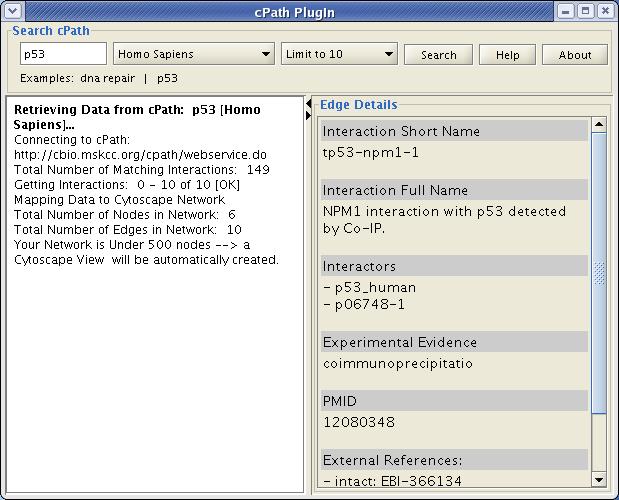 cPath PlugIn
Search cPath
p53
Homo Sapiens
Limit to 10
Search
Help
About
Examples: dna repair | p53
Retrieving Data from cPath: p53 [Homo
Sapiens]...
Connecting to cPath:
http://cbio.mskcc.org/cpath/webservice.do
Total Number of Matching Interactions: 149
Getting Interactions: 0 - 10 of 10 [OK]
Mapping Data to Cytoscape Network
Total Number of Nodes in Network: 6
Total Number of Edges in Network: 10
Your Network is Under 500 nodes --> a
Cytoscape View will be automatically created.
Edge Details
Interaction Short Name
tp53-npm1-1
Interaction Full Name
NPM1 interaction with p53 detected
by Co-IP.
Interactors
- p53_human
- p06748-1
Experimental Evidence
coimmunoprecipitatio
PMID
12080348
External References:
- intact: EBI-366134